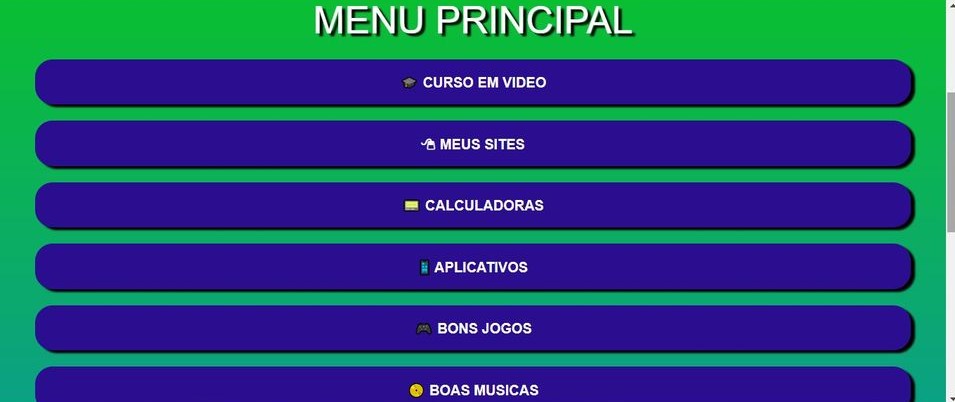 MENU PRINCIPAL
CURSO EM VIDEO
MEUS SITES
CALCULADORAS
APLICATIVOS
BONS JOGOS
BOAS MUSICAS